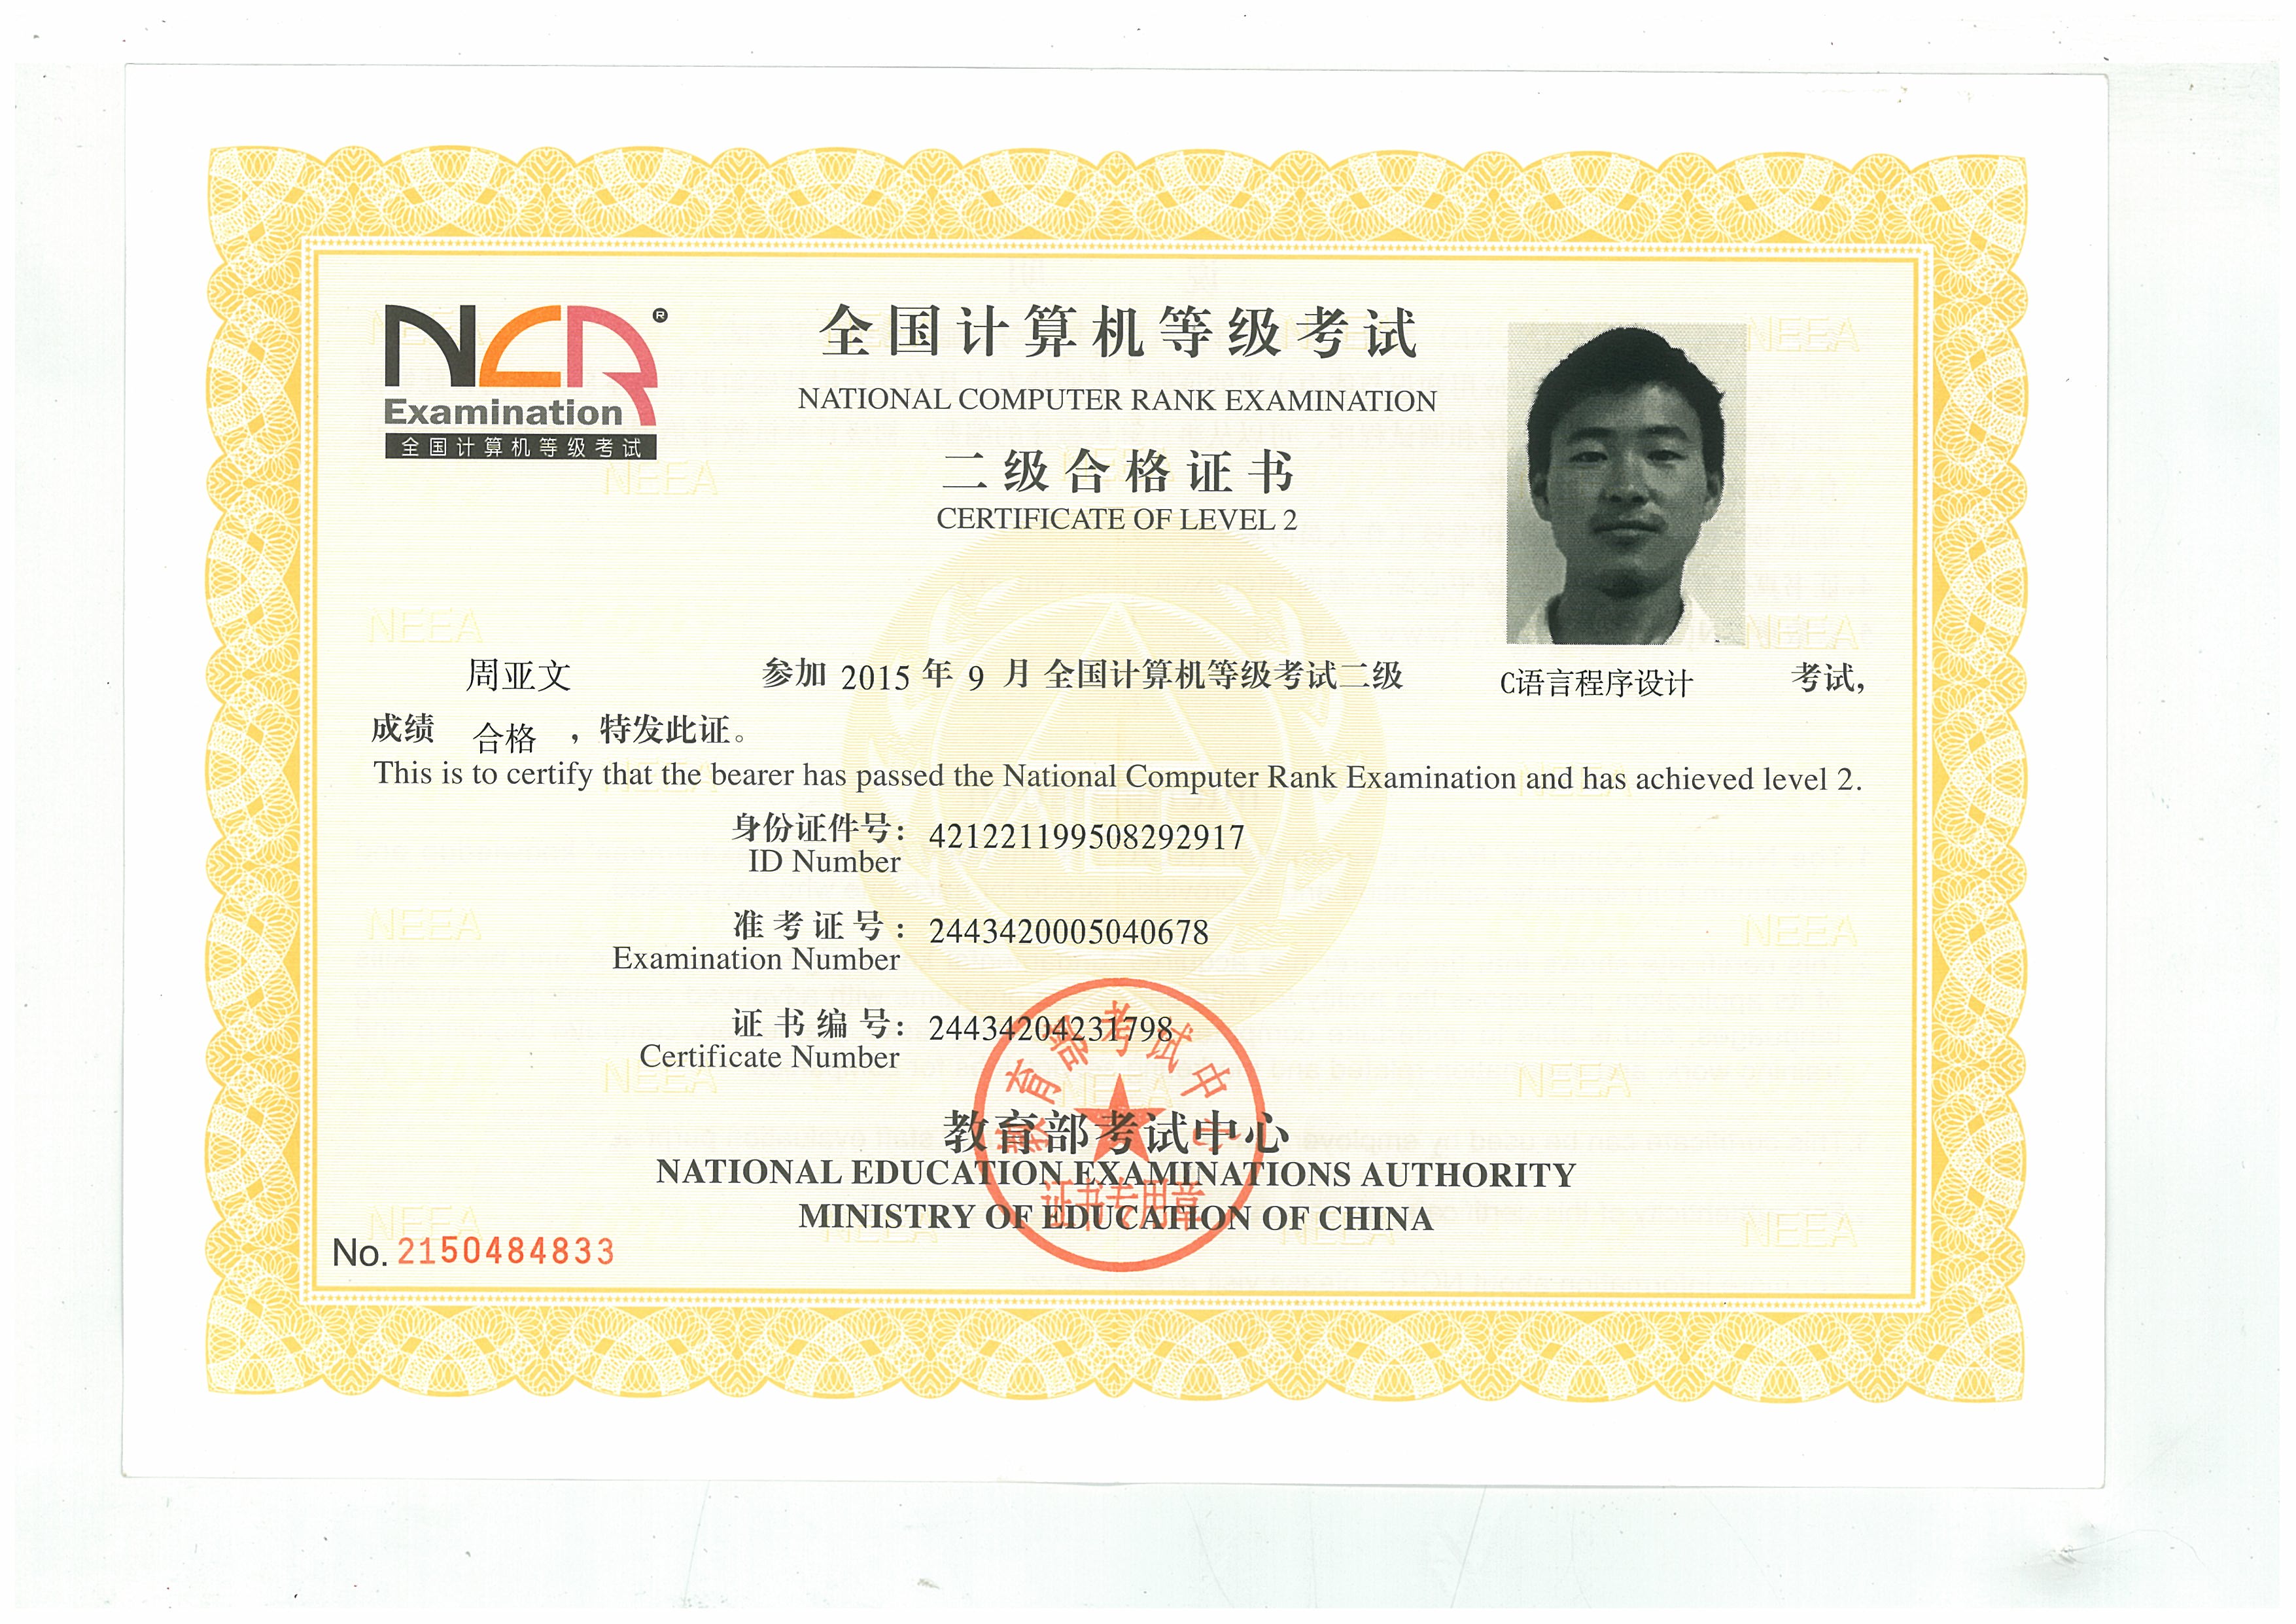 NCR®
Examination
全国计算机等级考试
全国计算机等级考试
NATIONAL COMPUTER RANK EXAMINATION
二级合格证书
CERTIFICATE OF LEVEL 2
周亚文 参加 2015 年 9 月 全国计算机等级考试二级 C语言程序设计 考试,
成绩 合格 ，特发此证。
This is to certify that the bearer has passed the National Computer Rank Examination and has achieved level 2.
身份证件号: 421221199508292917
ID Number
准考证号: 2443420005040678
Examination Number
证书编号: 24434204231798
Certificate Number
教育部考试中心
教育部考试中心
NATIONAL EDUCATION EXAMINATIONS AUTHORITY
证书专用章
MINISTRY OF EDUCATION OF CHINA
No. 2150484833